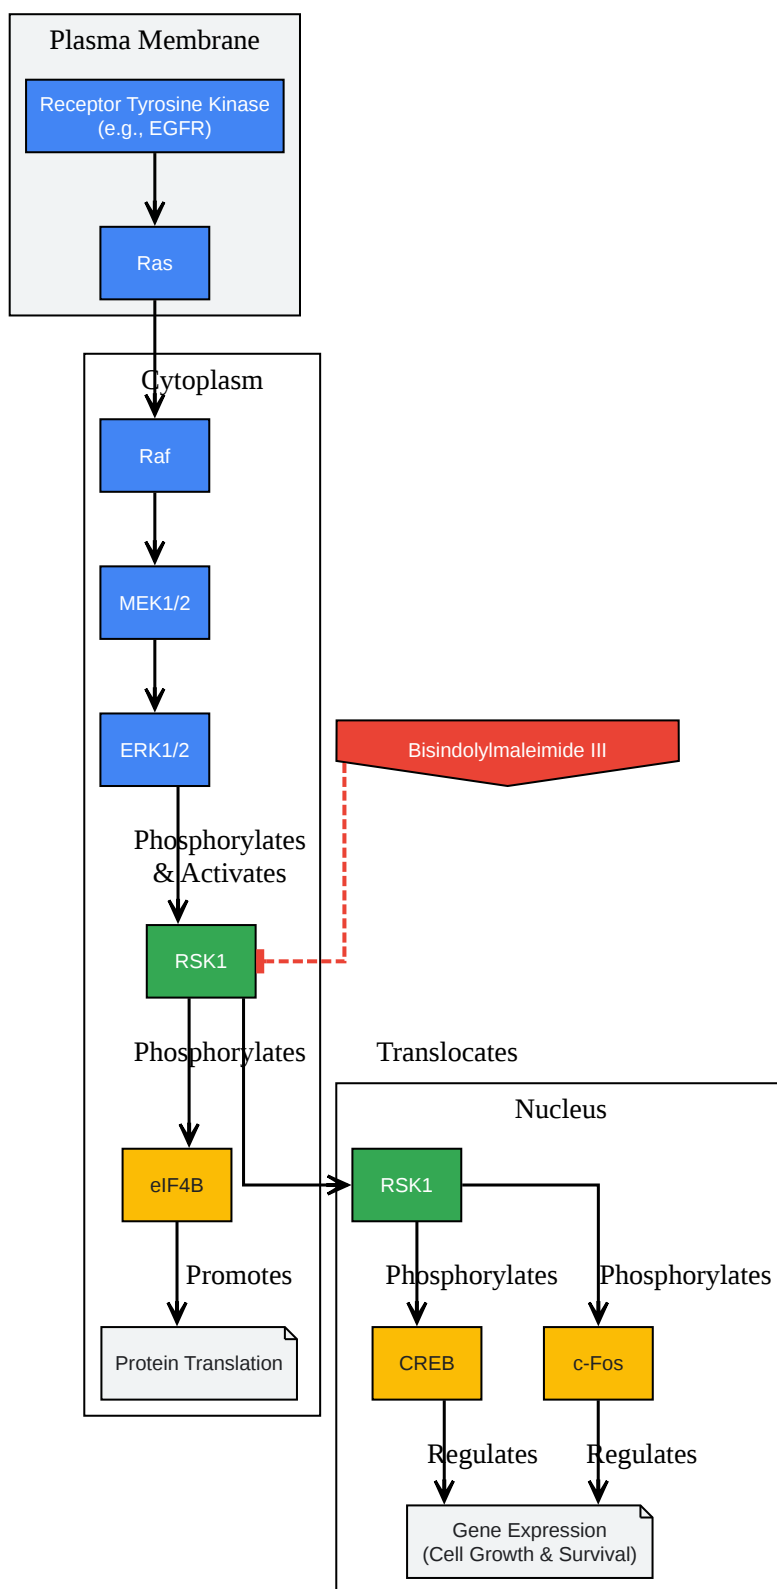 Plasma Membrane
Receptor Tyrosine Kinase
(e.g., EGFR)
Ras
Cytoplasm
Raf
MEK1/2
ERK1/2
Bisindolylmaleimide III
Phosphorylates
& Activates
RSK1
Phosphorylates
Translocates
Nucleus
eIF4B
RSK1
Promotes
Phosphorylates
Phosphorylates
Protein Translation
CREB
c-Fos
Regulates
Regulates
Gene Expression
(Cell Growth & Survival)